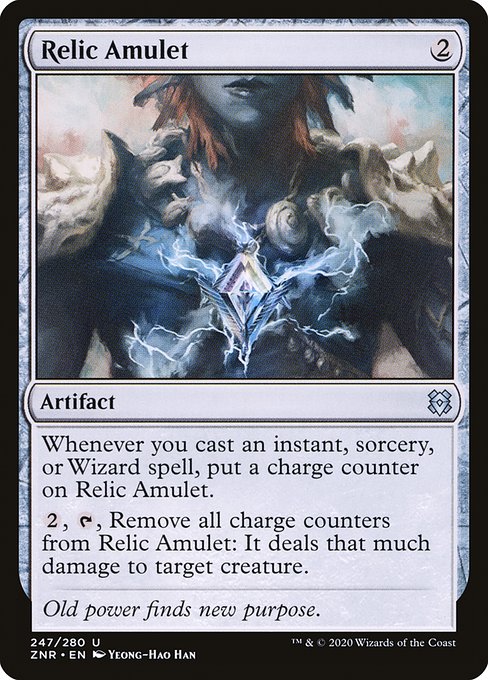 Relic Amulet 2
Artifact
Whenever you cast an instant, sorcery,
or Wizard spell, put a charge counter
on Relic Amulet.
2, , Remove all charge counters
from Relic Amulet: It deals that much
damage to target creature.
Old power finds new purpose.
247/280 U
ZNR • EN Yeong-Hao Han
™ & © 2020 Wizards of the Coast